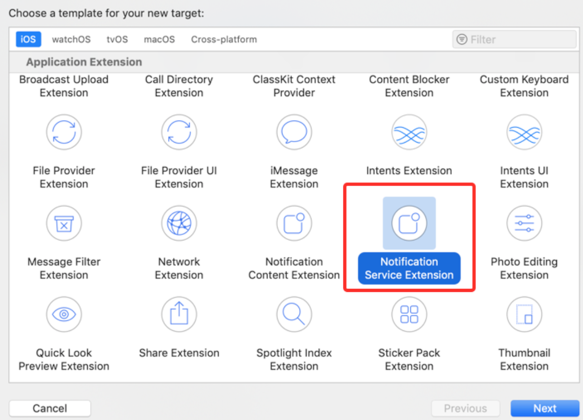 Choose a template for your new target:
iOS watchOS tvOS macOS Cross-platform Filter
Application Extension
Broadcast Upload Call Directory ClassKit Context Content Blocker Custom Keyboard
Extension Extension Provider Extension Extension
File Provider File Provider UI iMessage Intents Extension Intents UI
Extension Extension Extension Extension
Message Filter Network Notification Notification Photo Editing
Extension Extension Content Extension Service Extension Extension
Quick Look Share Extension Spotlight Index Sticker Pack Thumbnail
Preview Extension Extension Extension Extension
Cancel Previous Next